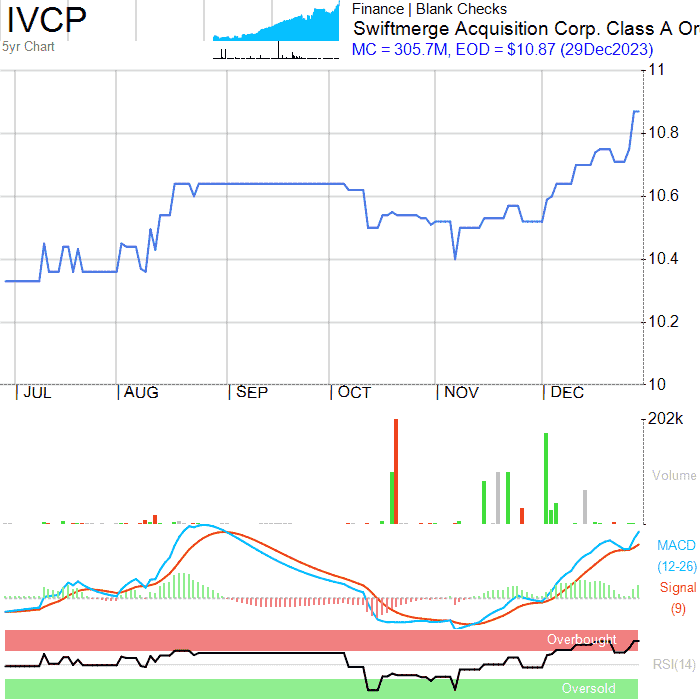 IVCP
5yr Chart
Finance | Blank Checks
Swiftmerge Acquisition Corp. Class A Or
MC = 305.7M, EOD = $10.87 (29Dec2023)
11
10.8
10.6
10.4
10.2
10
JUL AUG SEP OCT NOV DEC
202k
Volume
MACD
(12-26)
Signal
(9)
Overbought
RSI(14)
Oversold